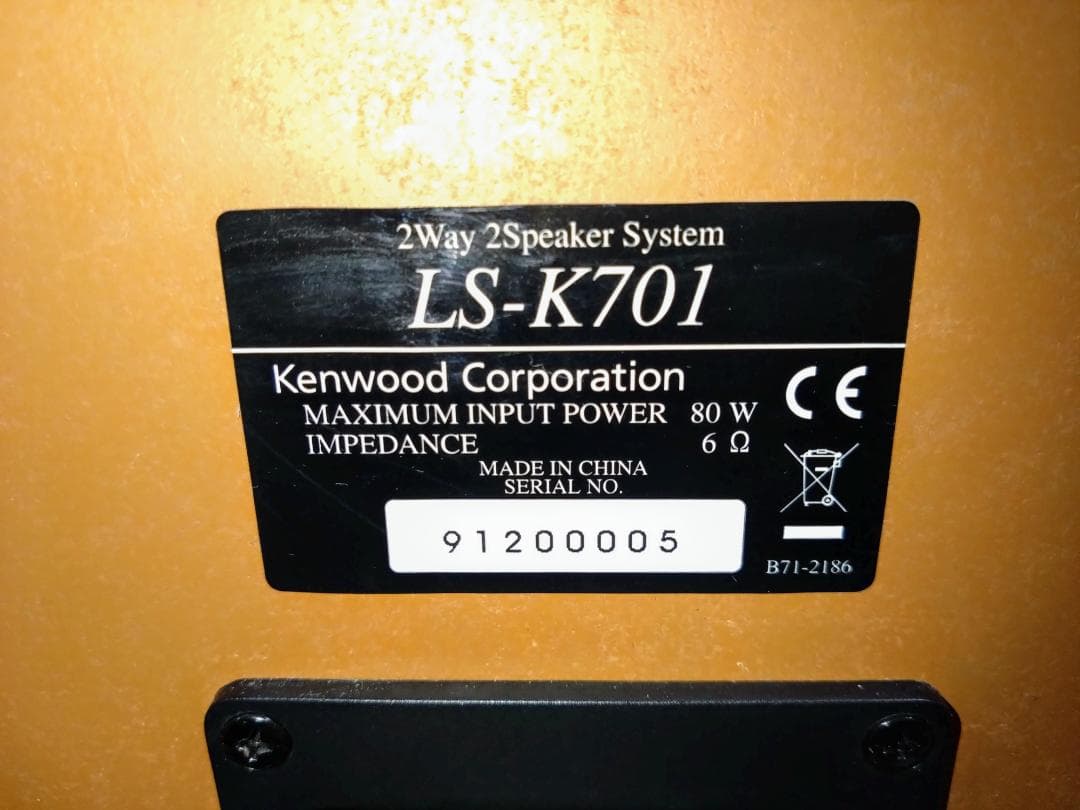 2Way 2Speaker System
LS-K701
Kenwood Corporation
MAXIMUM INPUT POWER 80 W
IMPEDANCE 6 Ω
MADE IN CHINA
SERIAL NO.
91200005
CE
B71-2186